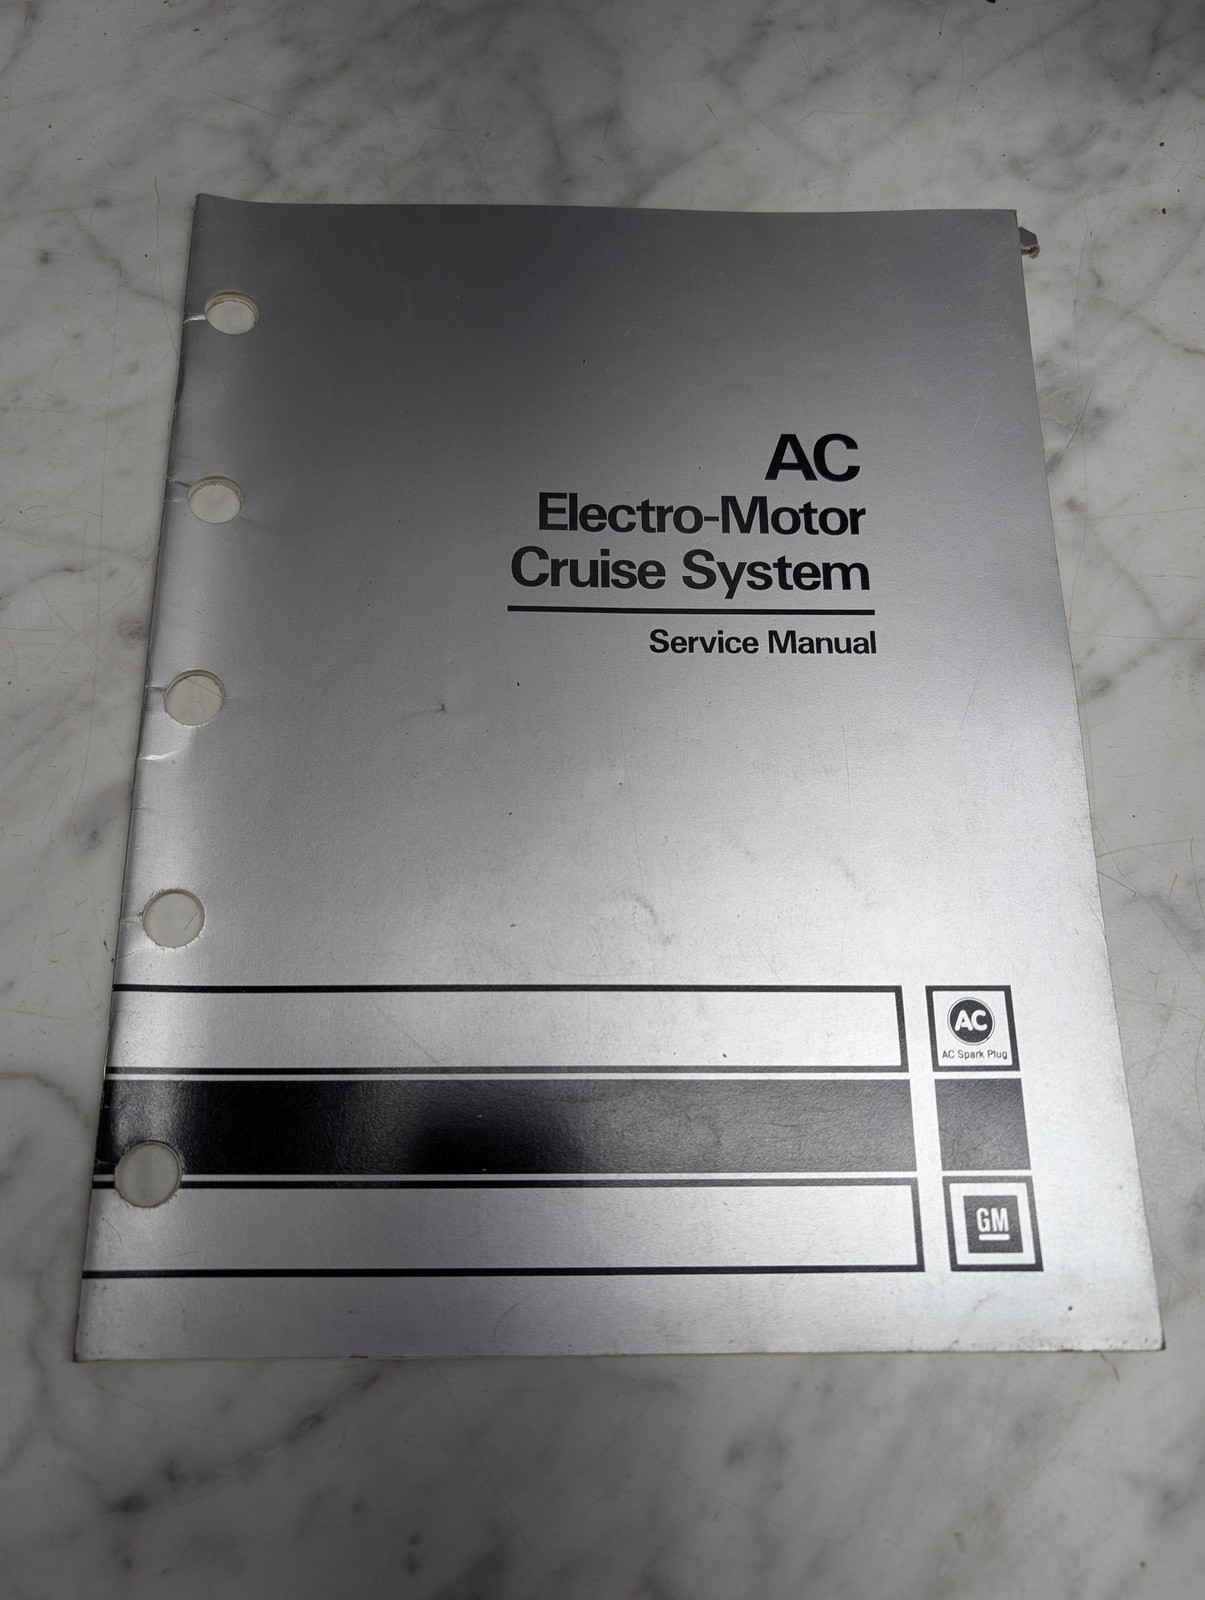 AC
Electro-Motor
Cruise System
Service Manual
AC
AC Spark Plug
GM